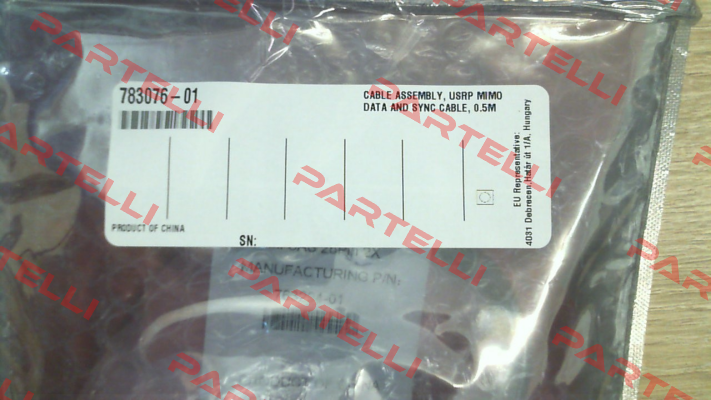 783076-01
CABLE ASSEMBLY, USRP MIMO
DATA AND SYNC CABLE, 0.5M
EU Representative:
4031 Debrecen, Határ út 1/A, Hungary
PRODUCT OF CHINA
SN:
MANUFACTURING P/N:
PARTELLI
PARTELLI
PARTELLI
PARTELLI
PARTELLI
PARTELLI
PARTELLI
PARTELLI